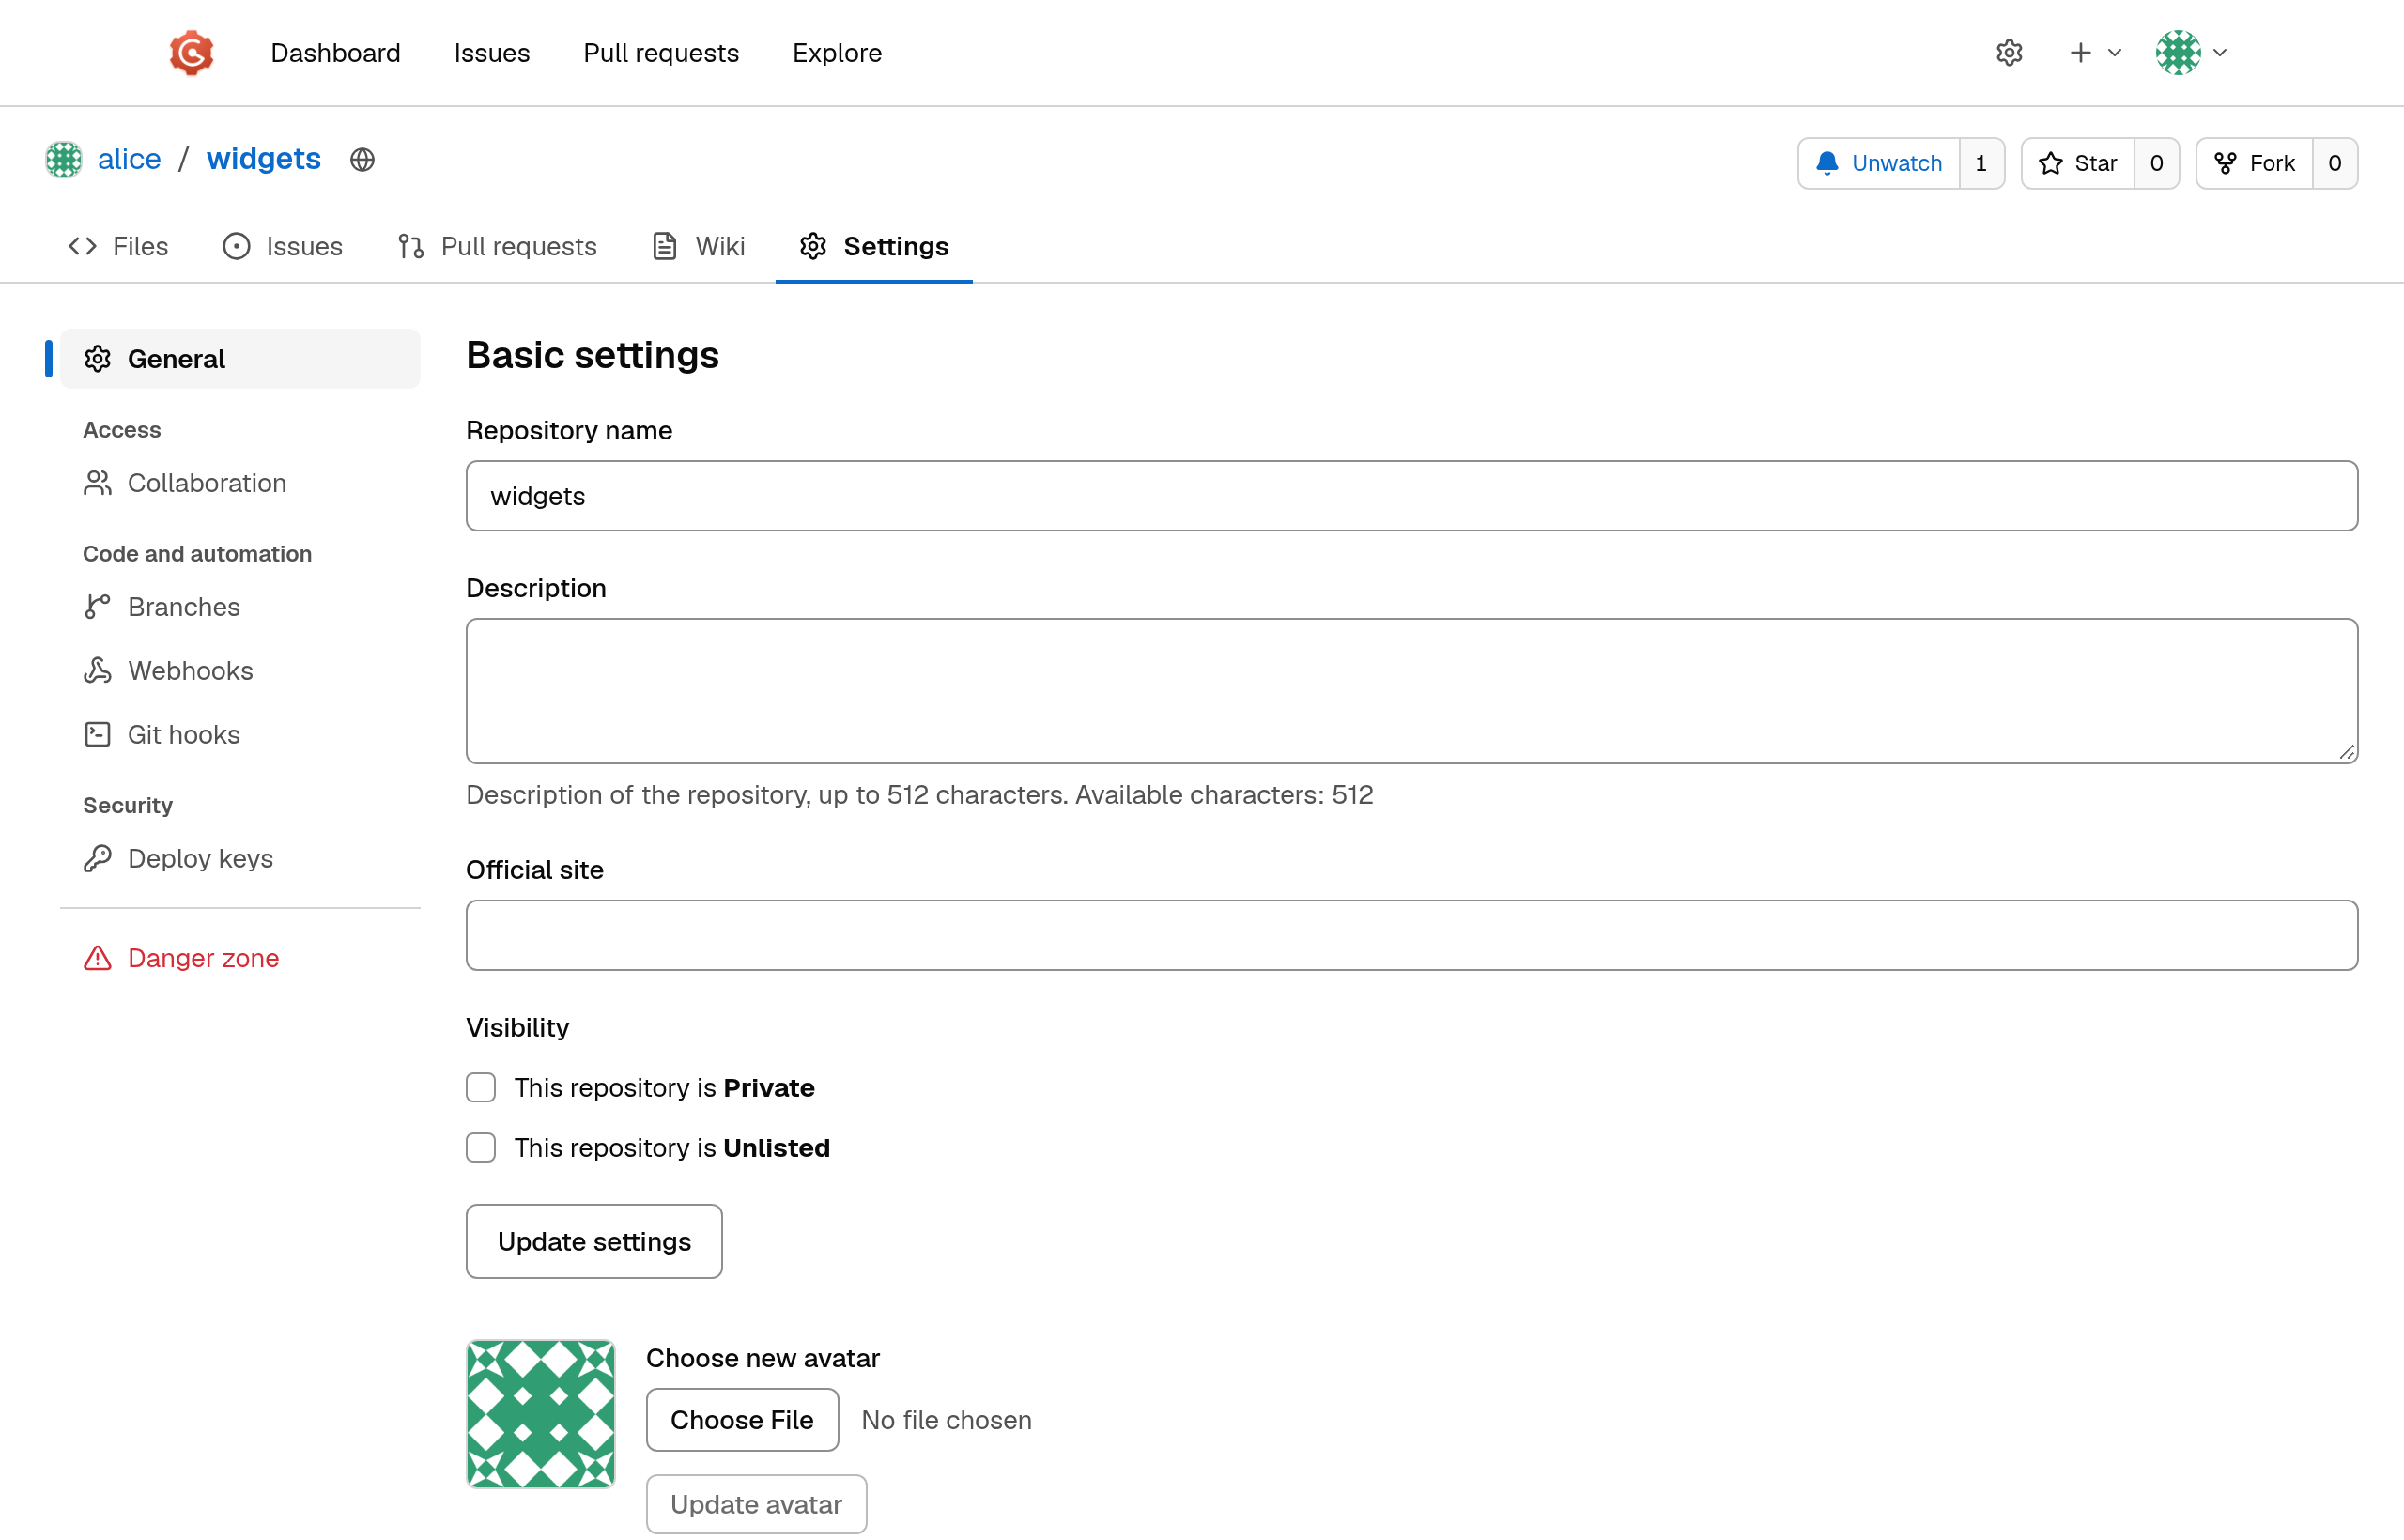 Dashboard Issues Pull requests Explore
alice / widgets
Unwatch 1 Star 0 Fork 0
Files Issues Pull requests Wiki Settings
General
Access
Collaboration
Code and automation
Branches
Webhooks
Git hooks
Security
Deploy keys
Danger zone
Basic settings
Repository name
widgets
Description
Description of the repository, up to 512 characters. Available characters: 512
Official site
Visibility
This repository is Private
This repository is Unlisted
Update settings
Choose new avatar
Choose File No file chosen
Update avatar